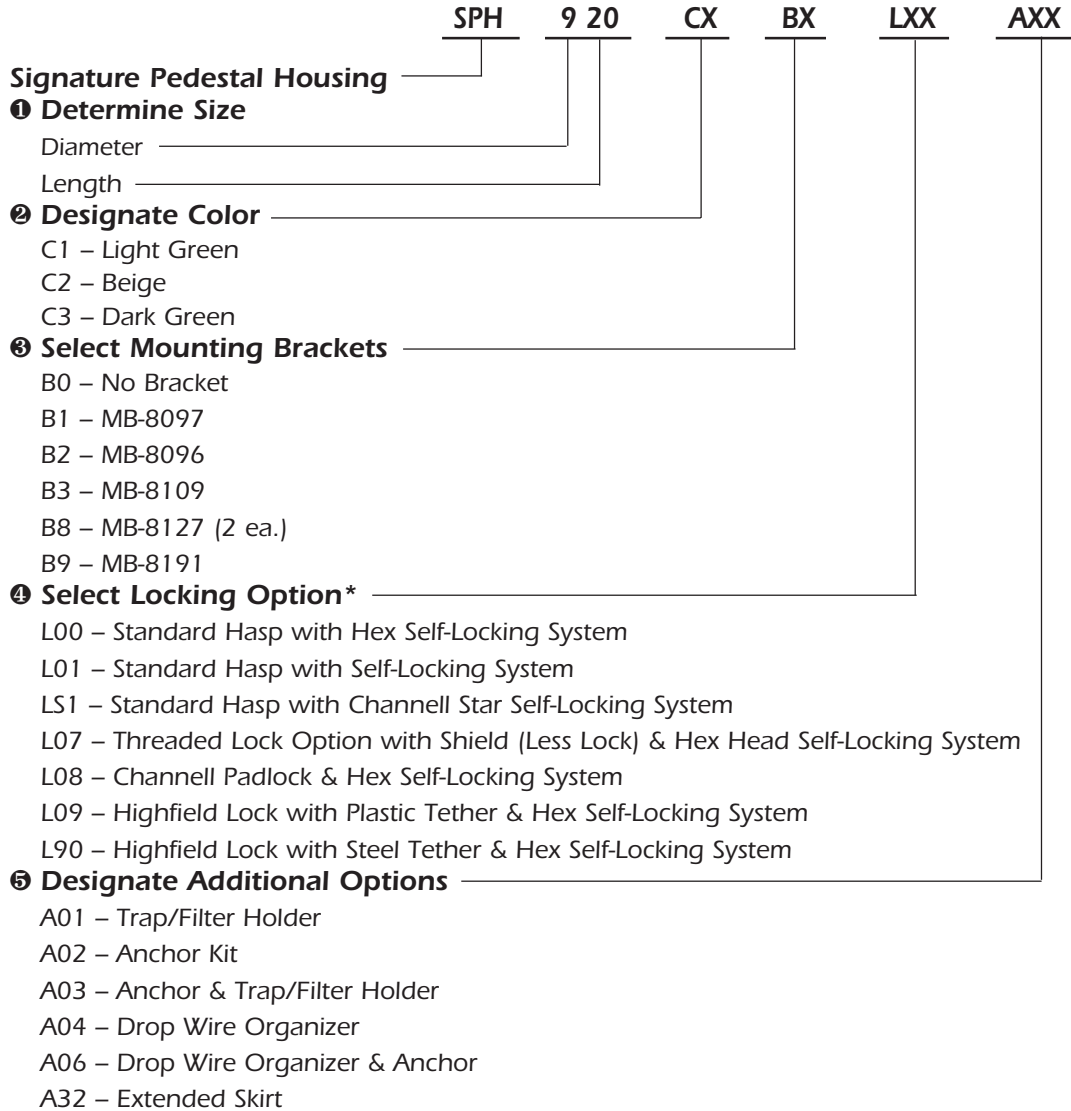 SPH 9 20 CX BX LXX AXX
Signature Pedestal Housing
❶ Determine Size
Diameter
Length
❷ Designate Color
C1 – Light Green
C2 – Beige
C3 – Dark Green
❸ Select Mounting Brackets
B0 – No Bracket
B1 – MB-8097
B2 – MB-8096
B3 – MB-8109
B8 – MB-8127 (2 ea.)
B9 – MB-8191
❹ Select Locking Option*
L00 – Standard Hasp with Hex Self-Locking System
L01 – Standard Hasp with Self-Locking System
LS1 – Standard Hasp with Channell Star Self-Locking System
L07 – Threaded Lock Option with Shield (Less Lock) & Hex Head Self-Locking System
L08 – Channell Padlock & Hex Self-Locking System
L09 – Highfield Lock with Plastic Tether & Hex Self-Locking System
L90 – Highfield Lock with Steel Tether & Hex Self-Locking System
❺ Designate Additional Options
A01 – Trap/Filter Holder
A02 – Anchor Kit
A03 – Anchor & Trap/Filter Holder
A04 – Drop Wire Organizer
A06 – Drop Wire Organizer & Anchor
A32 – Extended Skirt